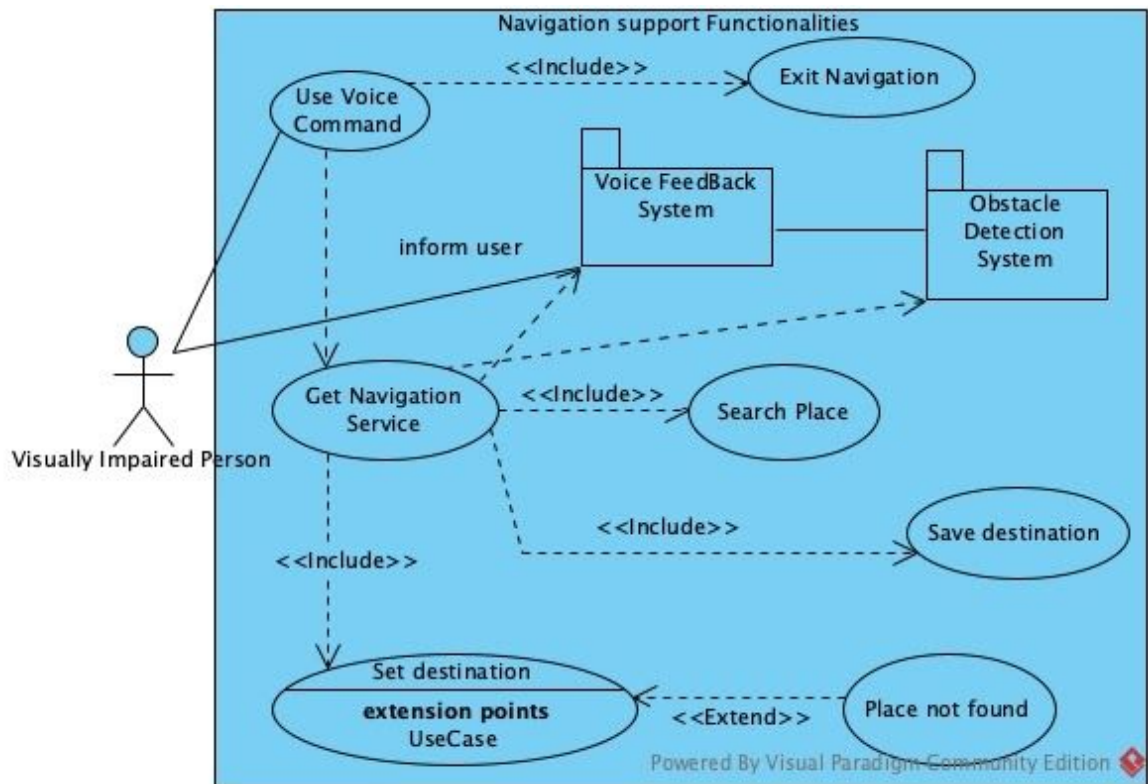 Navigation support Functionalities
<<Include>>
Exit Navigation
Use Voice
Command
Voice FeedBack
System
Obstacle
Detection
System
inform user
Visually Impaired Person
Get Navigation
Service
<<Include>>
Search Place
<<Include>>
Save destination
<<Include>>
Set destination
extension points
UseCase
<<Extend>>
Place not found
Powered By Visual Paradigm Community Edition